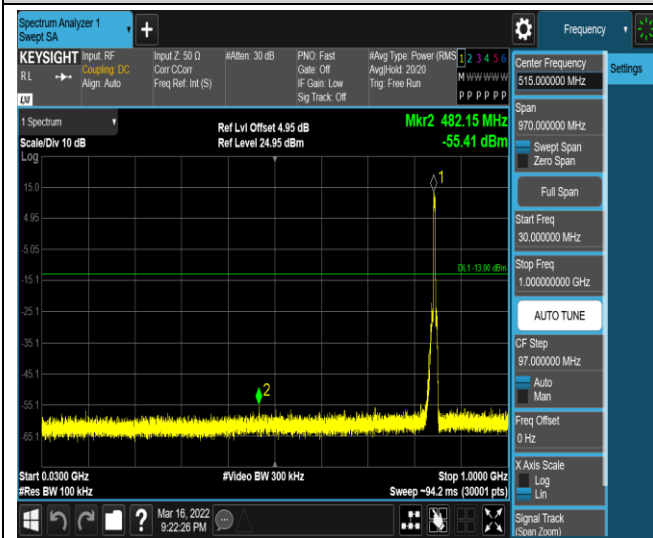 Spectrum Analyzer 1
Swept SA
Frequency
KEYSIGHT
RL
LXI
Input: RF
Coupling: DC
Align: Auto
Input Z: 50 Ω
Corr CCorr
Freq Ref: Int (S)
#Atten: 30 dB
PNO: Fast
Gate: Off
IF Gain: Low
Sig Track: Off
#Avg Type: Power (RMS
Avg|Hold: 20/20
Trig: Free Run
1 2 3 4 5 6
M W W W W W
P P P P P P
1 Spectrum
Scale/Div 10 dB
Log
Ref Lvl Offset 4.95 dB
Ref Level 24.95 dBm
Mkr2 482.15 MHz
-55.41 dBm
1
15.0
4.95
-5.05
DL1 -13.00 dBm
-15.1
-25.1
-35.1
-45.1
2
-55.1
-65.1
Start 0.0300 GHz
#Res BW 100 kHz
#Video BW 300 kHz
Stop 1.0000 GHz
Sweep ~94.2 ms (30001 pts)
?
Mar 16, 2022
9:22:26 PM
Center Frequency
515.000000 MHz
Span
970.000000 MHz
Swept Span
Zero Span
Full Span
Start Freq
30.000000 MHz
Stop Freq
1.000000000 GHz
AUTO TUNE
CF Step
97.000000 MHz
Auto
Man
Freq Offset
0 Hz
X Axis Scale
Log
Lin
Signal Track
(Span Zoom)
Settings